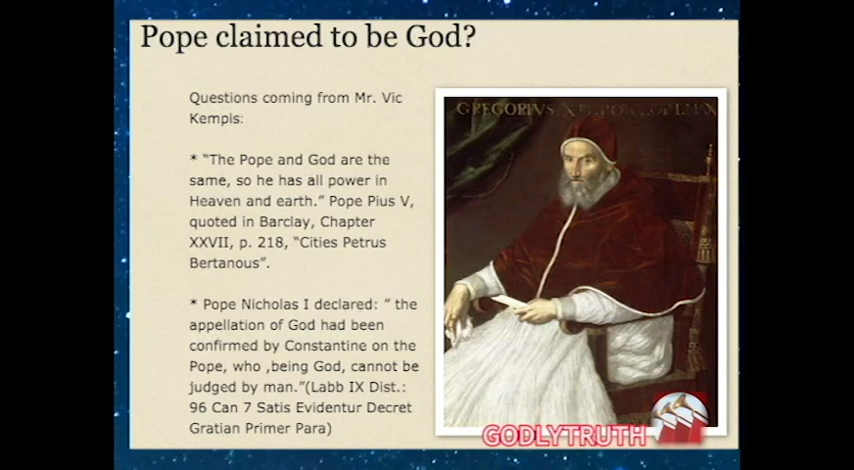 Pope claimed to be God?
Questions coming from Mr. Vic
Kempis:
* “The Pope and God are the
same, so he has all power in
Heaven and earth.” Pope Pius V,
quoted in Barclay, Chapter
XXVII, p. 218, “Cities Petrus
Bertanous”.
* Pope Nicholas I declared: ” the
appellation of God had been
confirmed by Constantine on the
Pope, who ,being God, cannot be
judged by man.”(Labb IX Dist.:
96 Can 7 Satis Evidentur Decret
Gratian Primer Para)
GREGORIVS
GODLYTRUTH